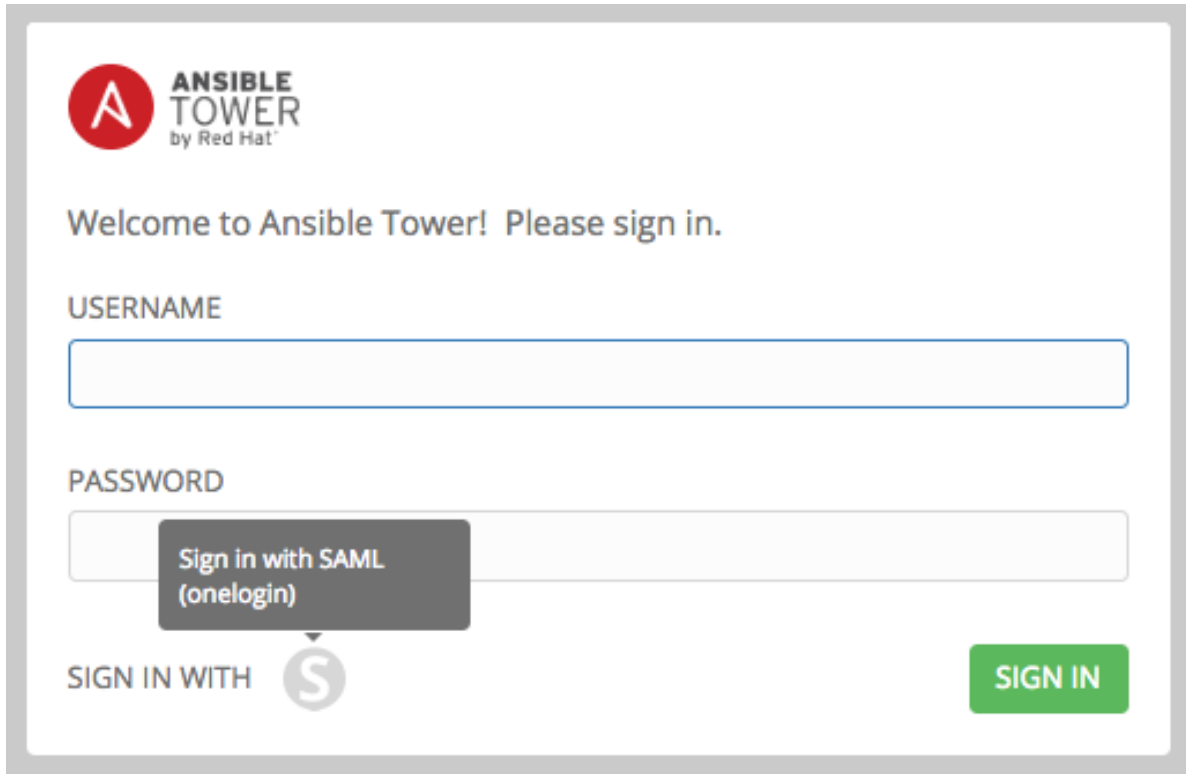 ANSIBLE
TOWER
by Red Hat
Welcome to Ansible Tower!  Please sign in.
USERNAME
PASSWORD
Sign in with SAML
(onelogin)
SIGN IN WITH S
SIGN IN